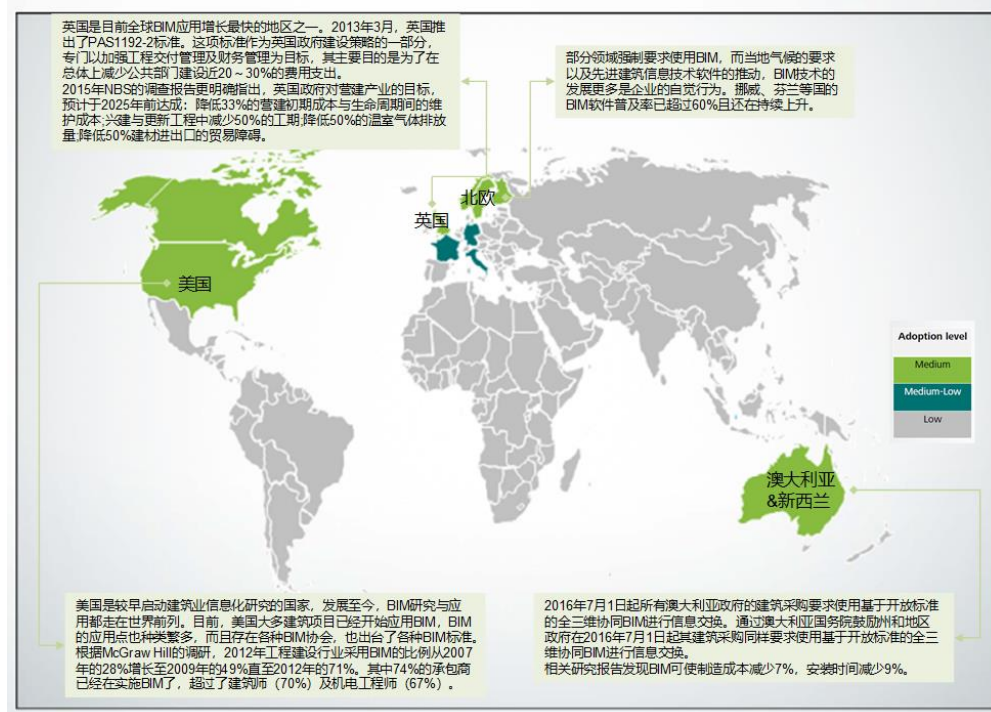 英国是目前全球BIM应用增长最快的地区之一。2013年3月，英国推
出了PAS1192-2标准。这项标准作为英国政府建设策略的一部分，
专门以加强工程交付管理及财务管理为目标，其主要目的是为了在
总体上减少公共部门建设近20～30%的费用支出。
2015年NBS的调查报告更明确指出，英国政府对营建产业的目标，
预计于2025年前达成：降低33%的营建初期成本与生命周期间的维
护成本;兴建与更新工程中减少50%的工期;降低50%的温室气体排放
量;降低50%建材进出口的贸易障碍。
部分领域强制要求使用BIM，而当地气候的要求
以及先进建筑信息技术软件的推动，BIM技术的
发展更多是企业的自觉行为。挪威、芬兰等国的
BIM软件普及率已超过60%且还在持续上升。
北欧
英国
美国
Adoption level
Medium
Medium-Low
Low
澳大利亚
&新西兰
美国是较早启动建筑业信息化研究的国家，发展至今，BIM研究与应
用都走在世界前列。目前，美国大多建筑项目已经开始应用BIM，BIM
的应用点也种类繁多，而且存在各种BIM协会，也出台了各种BIM标准。
根据McGraw Hill的调研，2012年工程建设行业采用BIM的比例从2007
年的28%增长至2009年的49%直至2012年的71%。其中74%的承包商
已经在实施BIM了，超过了建筑师（70%）及机电工程师（67%）。
2016年7月1日起所有澳大利亚政府的建筑采购要求使用基于开放标准
的全三维协同BIM进行信息交换。通过澳大利亚国务院鼓励州和地区
政府在2016年7月1日起其建筑采购同样要求使用基于开放标准的全三
维协同BIM进行信息交换。
相关研究报告发现BIM可使制造成本减少7%，安装时间减少9%。